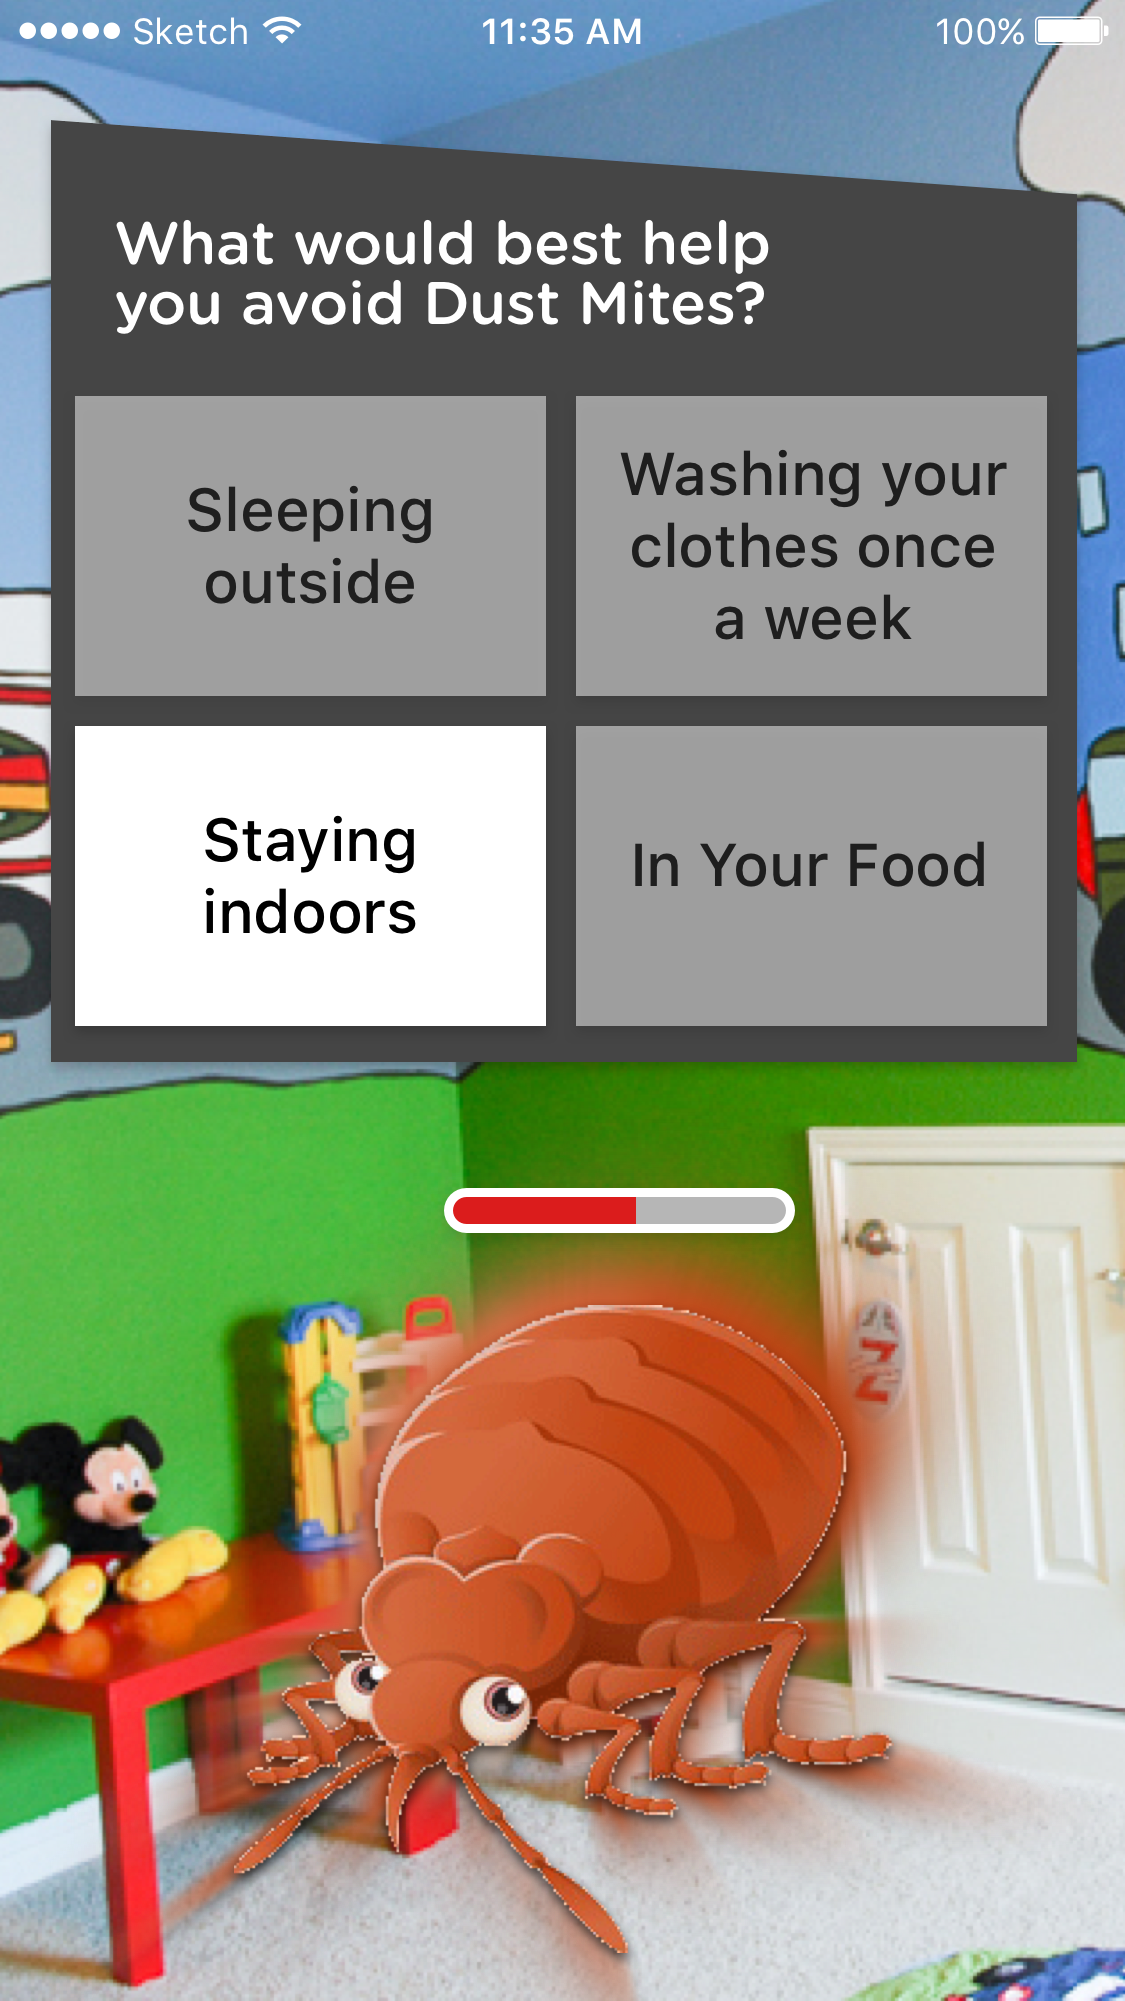 Sketch 11:35 AM 100%
What would best help
you avoid Dust Mites?
Sleeping
outside
Washing your
clothes once
a week
Staying
indoors
In Your Food